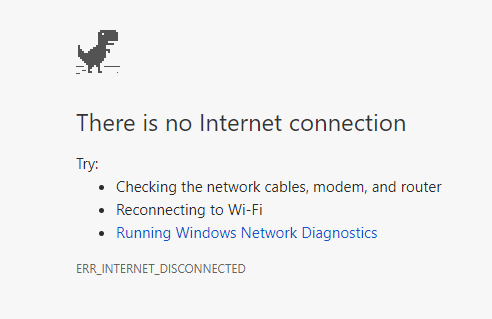 There is no Internet connection
Try:
Checking the network cables, modem, and router
Reconnecting to Wi-Fi
Running Windows Network Diagnostics
ERR_INTERNET_DISCONNECTED